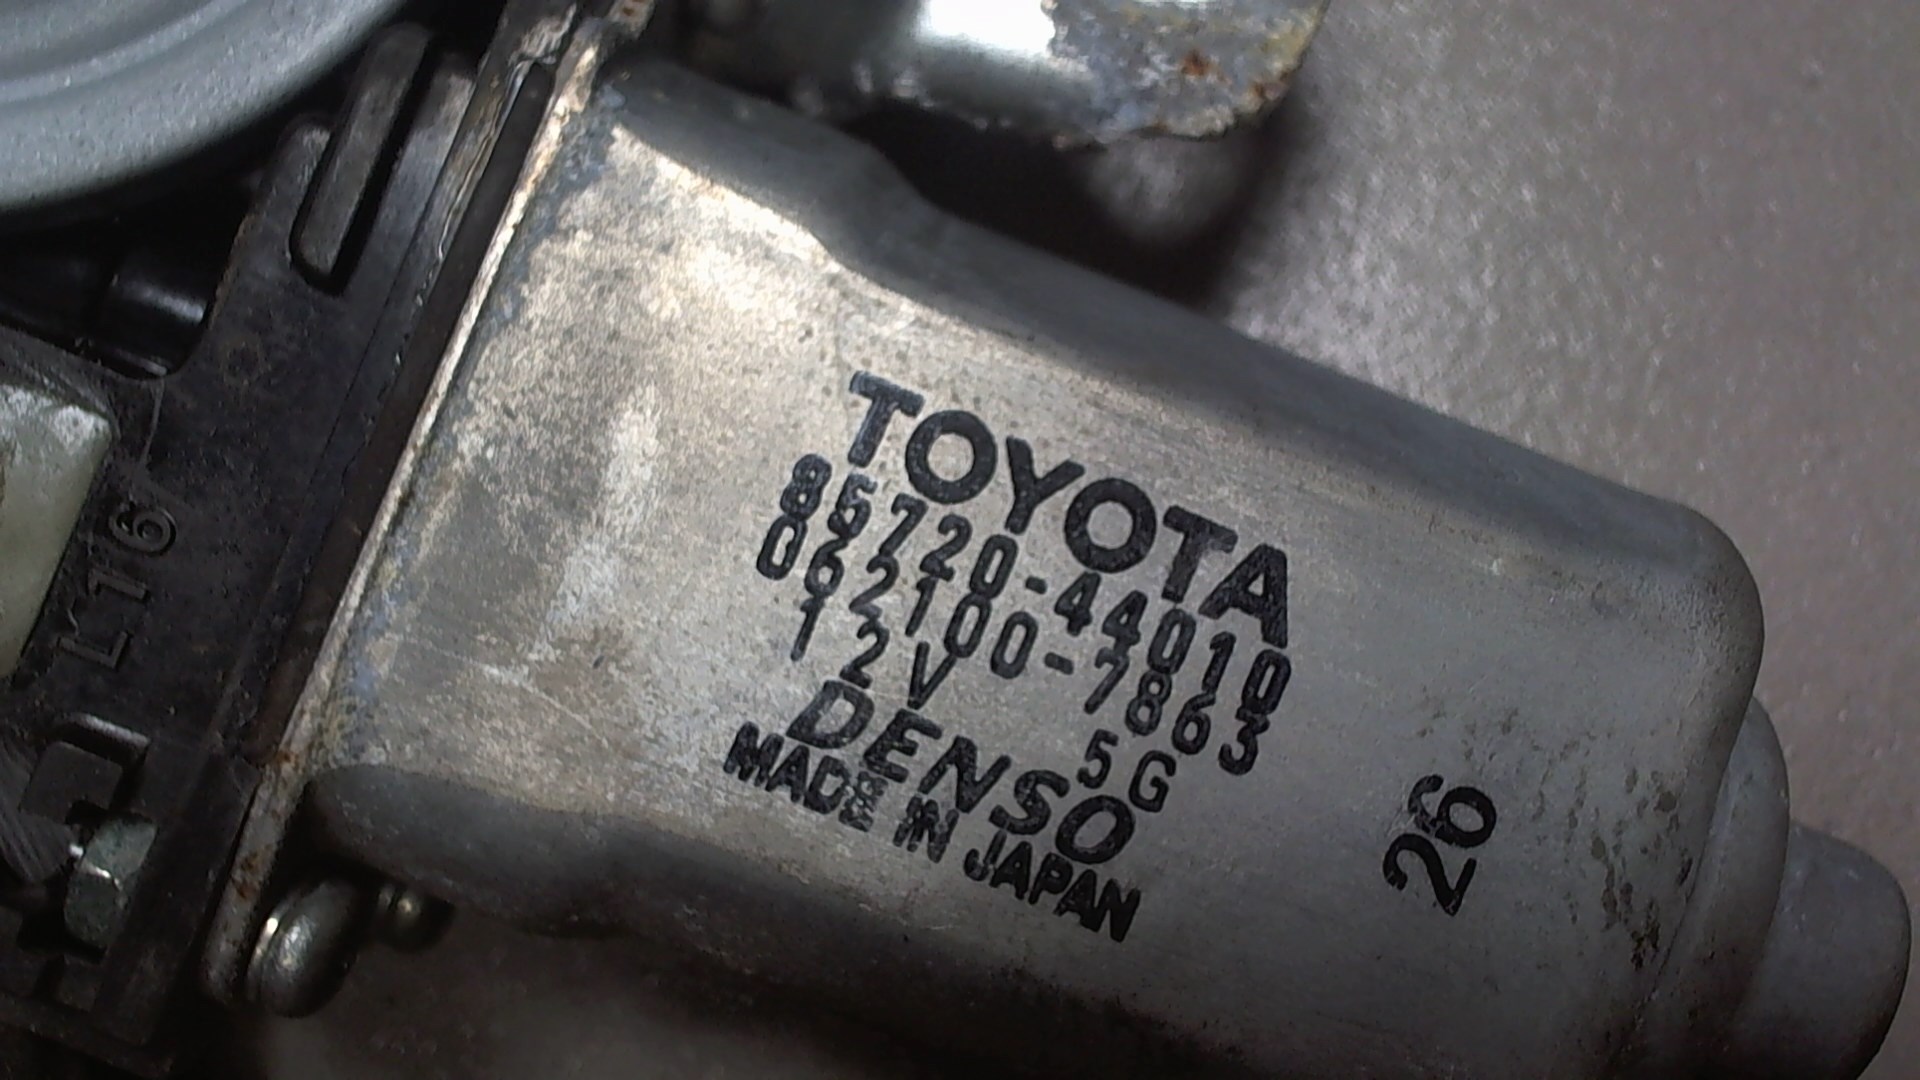 TOYOTA
85720-44010
062100-7863
12V 5G
DENSO
MADE IN JAPAN
26
L16